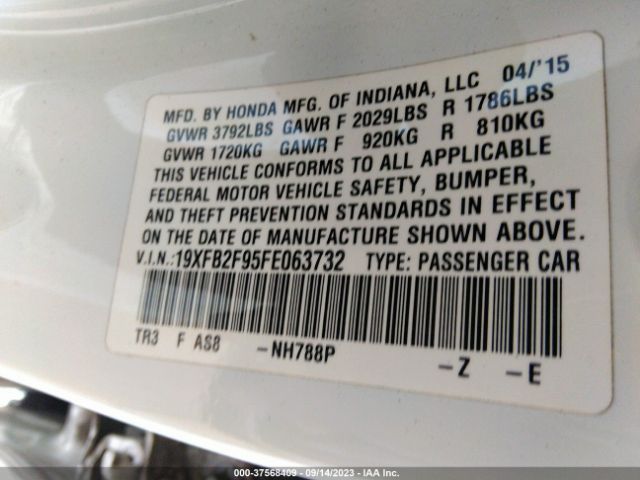 MFD. BY HONDA MFG. OF INDIANA, LLC 04/'15
GVWR 3792LBS GAWR F 2029LBS R 1786LBS
GVWR 1720KG GAWR F 920KG R 810KG
THIS VEHICLE CONFORMS TO ALL APPLICABLE
FEDERAL MOTOR VEHICLE SAFETY, BUMPER,
AND THEFT PREVENTION STANDARDS IN EFFECT
ON THE DATE OF MANUFACTURE SHOWN ABOVE.
V.I.N.:19XFB2F95FE063732 TYPE: PASSENGER CAR
TR3 F AS8 -NH788P -Z -E
000-37568409 - 09/14/2023 - IAA Inc.